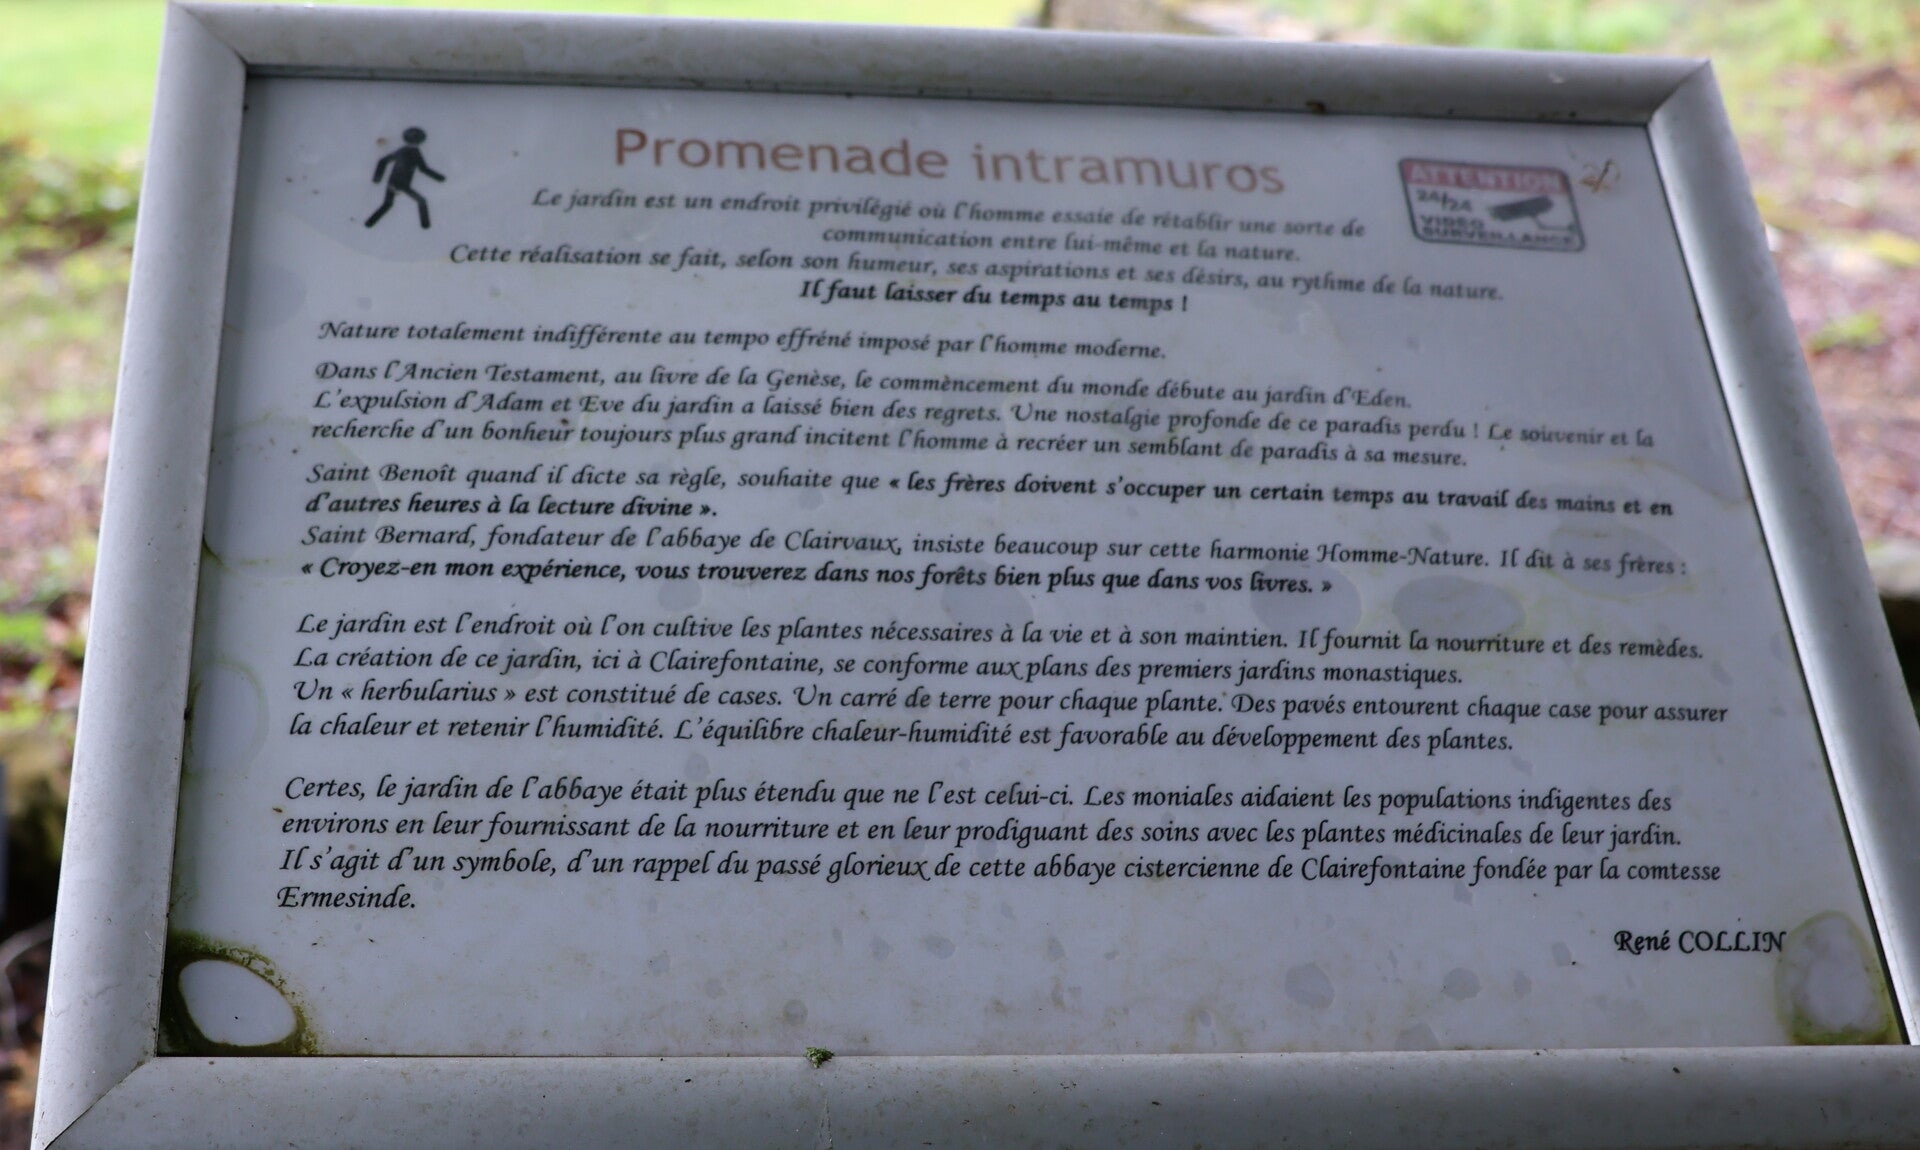 Promenade intramuros
ATTENTION
24/24
VIDEO
SURVEILLANCE
Le jardin est un endroit privilégié où l'homme essaie de rétablir une sorte de
communication entre lui-même et la nature.
Cette réalisation se fait, selon son humeur, ses aspirations et ses désirs, au rythme de la nature.
Il faut laisser du temps au temps !
Nature totalement indifférente au tempo effréné imposé par l'homme moderne.
Dans l'Ancien Testament, au livre de la Genèse, le commèncement du monde débute au jardin d'Eden.
L'expulsion d'Adam et Eve du jardin a laissé bien des regrets. Une nostalgie profonde de ce paradis perdu ! Le souvenir et la
recherche d'un bonheur toujours plus grand incitent l'homme à recréer un semblant de paradis à sa mesure.
Saint Benoît quand il dicte sa règle, souhaite que « les frères doivent s'occuper un certain temps au travail des mains et en
d'autres heures à la lecture divine ».
Saint Bernard, fondateur de l'abbaye de Clairvaux, insiste beaucoup sur cette harmonie Homme-Nature. Il dit à ses frères :
« Croyez-en mon expérience, vous trouverez dans nos forêts bien plus que dans vos livres. »
Le jardin est l'endroit où l'on cultive les plantes nécessaires à la vie et à son maintien. Il fournit la nourriture et des remèdes.
La création de ce jardin, ici à Clairefontaine, se conforme aux plans des premiers jardins monastiques.
Un « herbularius » est constitué de cases. Un carré de terre pour chaque plante. Des pavés entourent chaque case pour assurer
la chaleur et retenir l'humidité. L'équilibre chaleur-humidité est favorable au développement des plantes.
Certes, le jardin de l'abbaye était plus étendu que ne l'est celui-ci. Les moniales aidaient les populations indigentes des
environs en leur fournissant de la nourriture et en leur prodiguant des soins avec les plantes médicinales de leur jardin.
Il s'agit d'un symbole, d'un rappel du passé glorieux de cette abbaye cistercienne de Clairefontaine fondée par la comtesse
Ermesinde.
René COLLIN